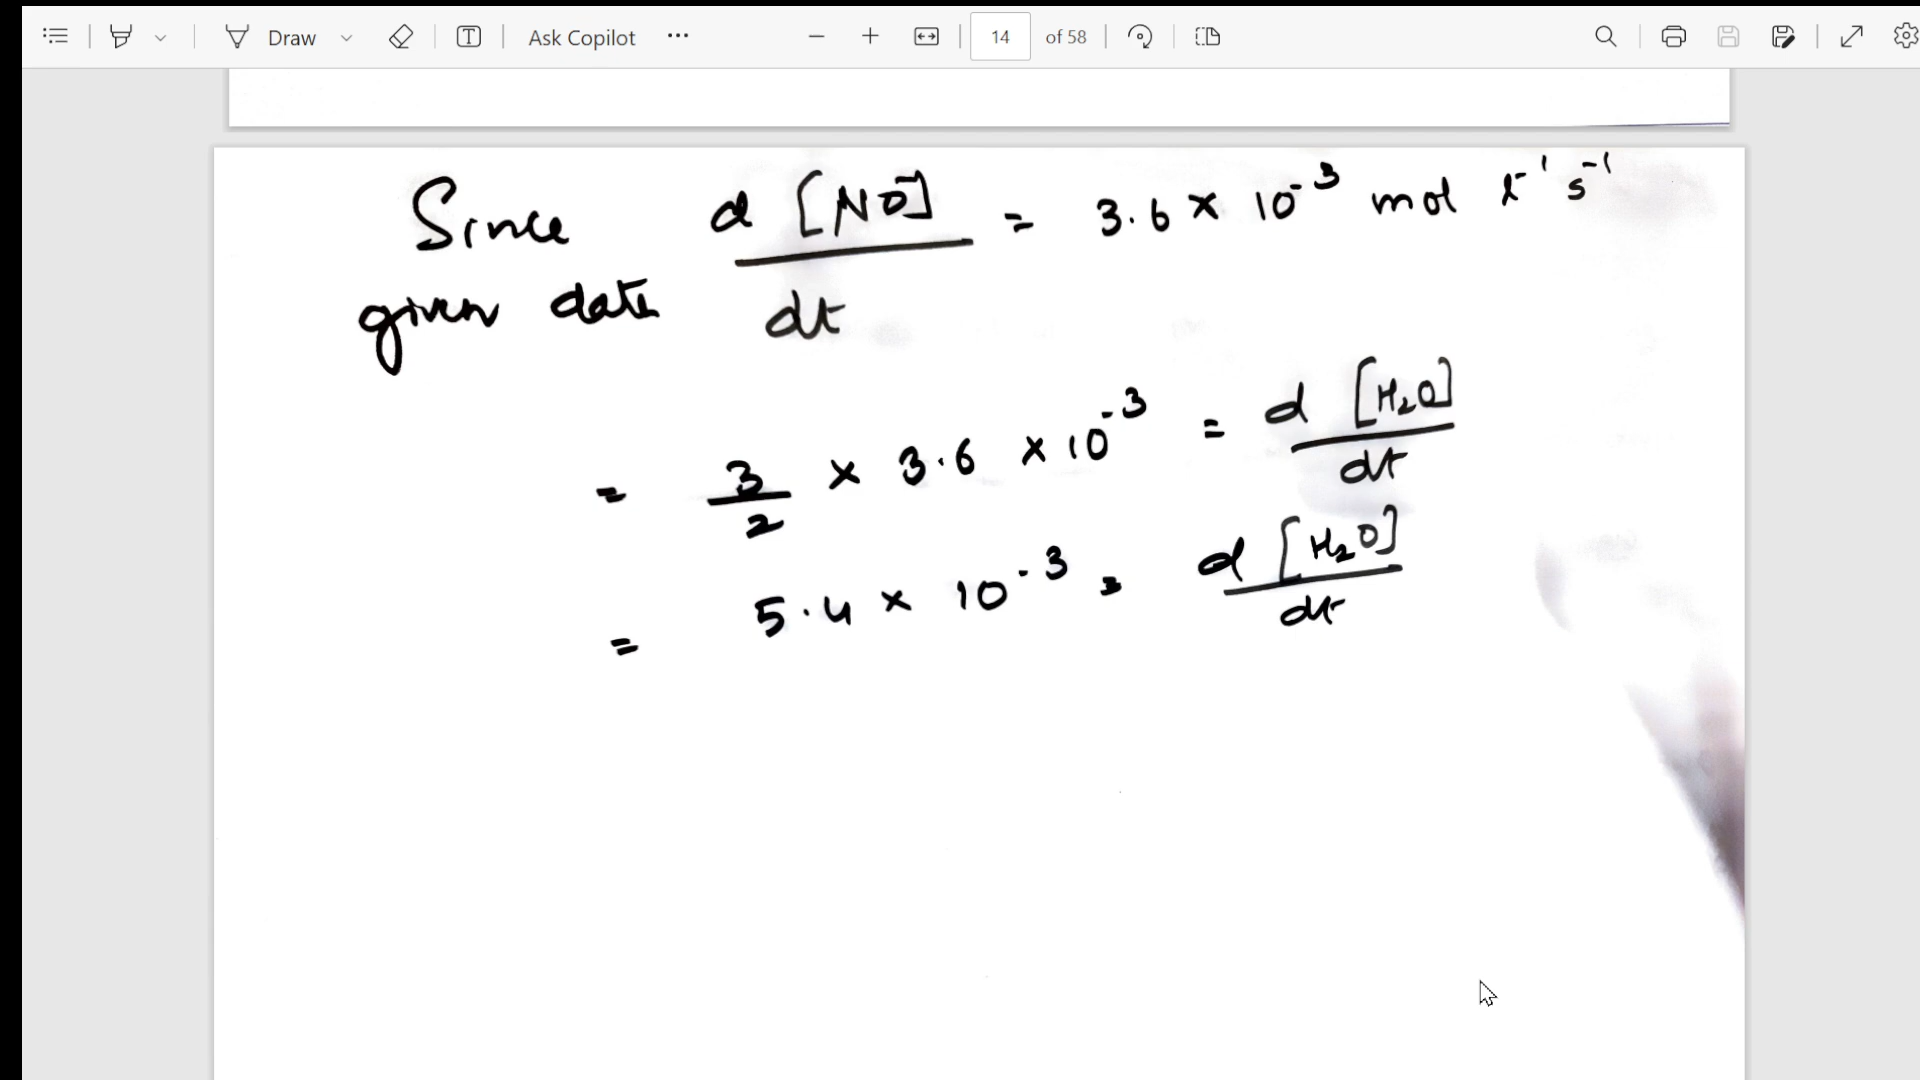 Draw Ask Copilot ... 14 of 58
Since d [NO] = 3.6 × 10⁻³ mol l⁻¹ s⁻¹
given data dt
= 3/2 × 3.6 × 10⁻³ = d [H₂O] / dt
= 5.4 × 10⁻³ = d [H₂O] / dt